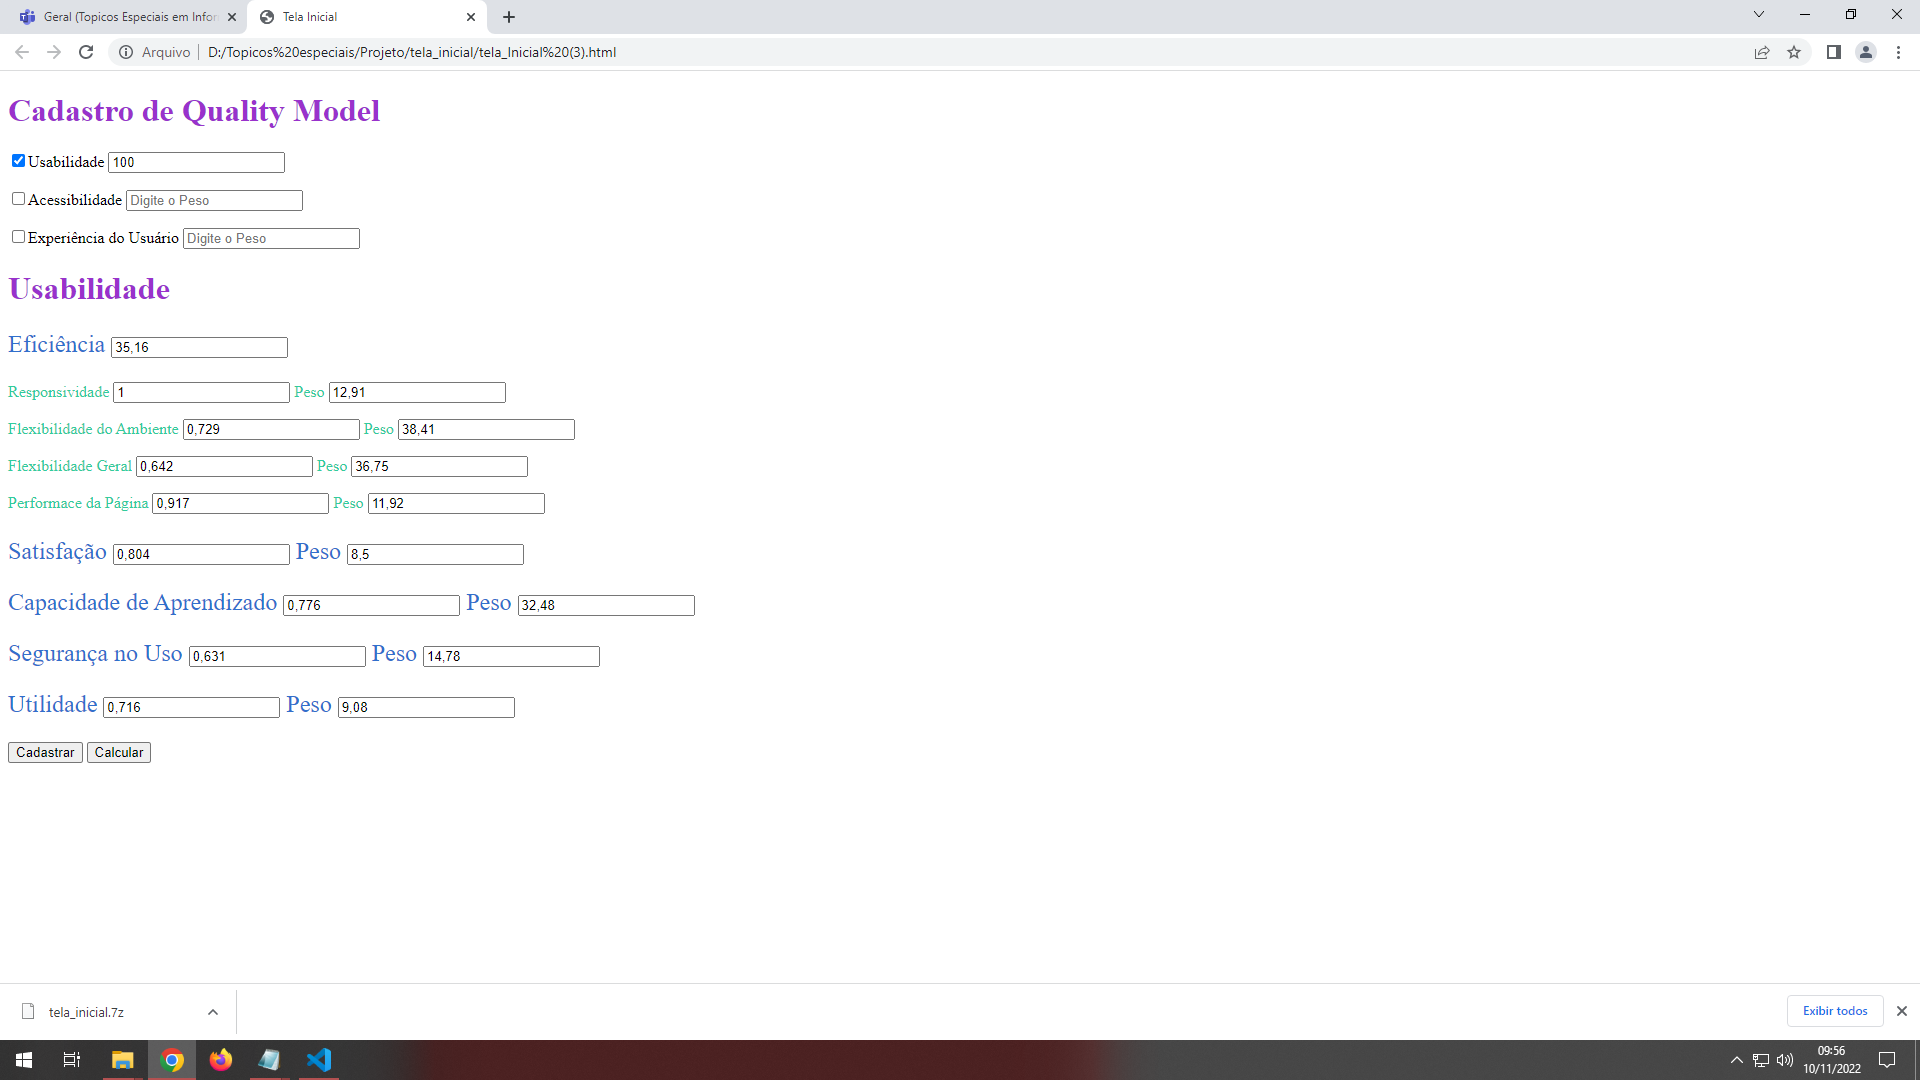 Geral (Topicos Especiais em Infor
Tela Inicial
Arquivo
D:/Topicos%20especiais/Projeto/tela_inicial/tela_Inicial%20(3).html
Cadastro de Quality Model
Usabilidade 100
Acessibilidade Digite o Peso
Experiência do Usuário Digite o Peso
Usabilidade
Eficiência 35,16
Responsividade 1 Peso 12,91
Flexibilidade do Ambiente 0,729 Peso 38,41
Flexibilidade Geral 0,642 Peso 36,75
Performace da Página 0,917 Peso 11,92
Satisfação 0,804 Peso 8,5
Capacidade de Aprendizado 0,776 Peso 32,48
Segurança no Uso 0,631 Peso 14,78
Utilidade 0,716 Peso 9,08
Cadastrar Calcular
tela_inicial.7z
Exibir todos
09:56
10/11/2022